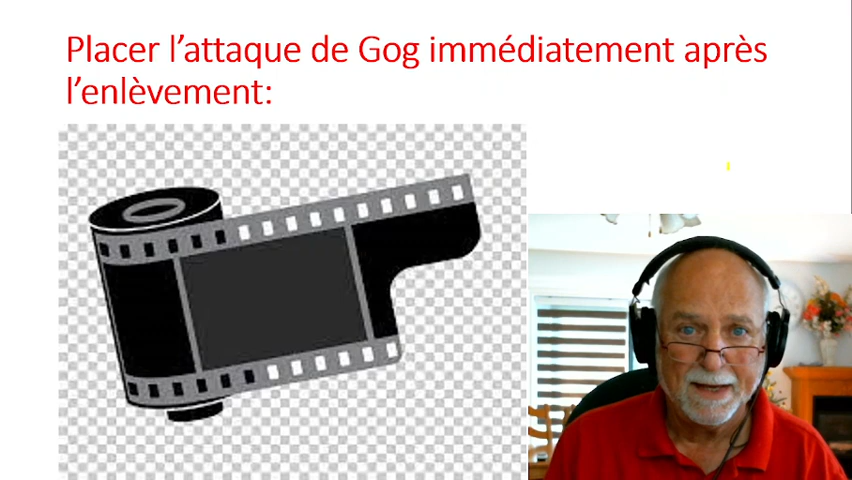 Placer l’attaque de Gog immédiatement après
l’enlèvement: